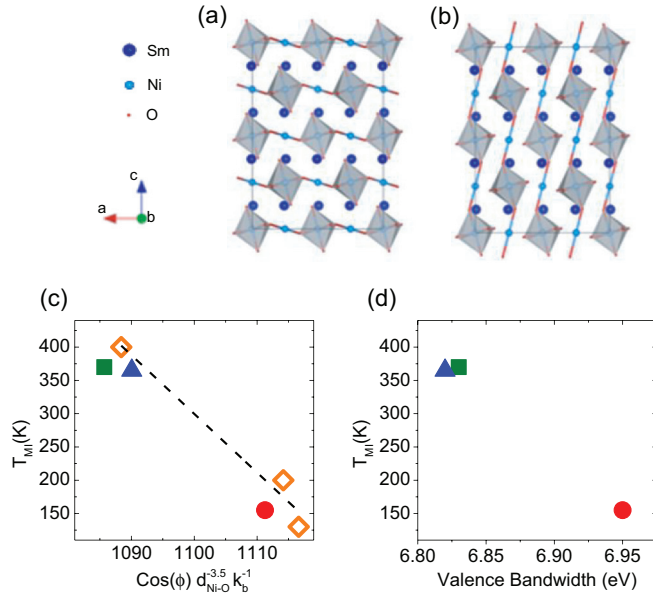 (a)
(b)
Sm
Ni
O
c
a
b
(c)
(d)
400
350
300
250
200
150
T_MI(K)
1090
1100
1110
Cos(ϕ) d_Ni-O^-3.5 k_b^-1
400
350
300
250
200
150
T_MI(K)
6.80
6.85
6.90
6.95
Valence Bandwidth (eV)